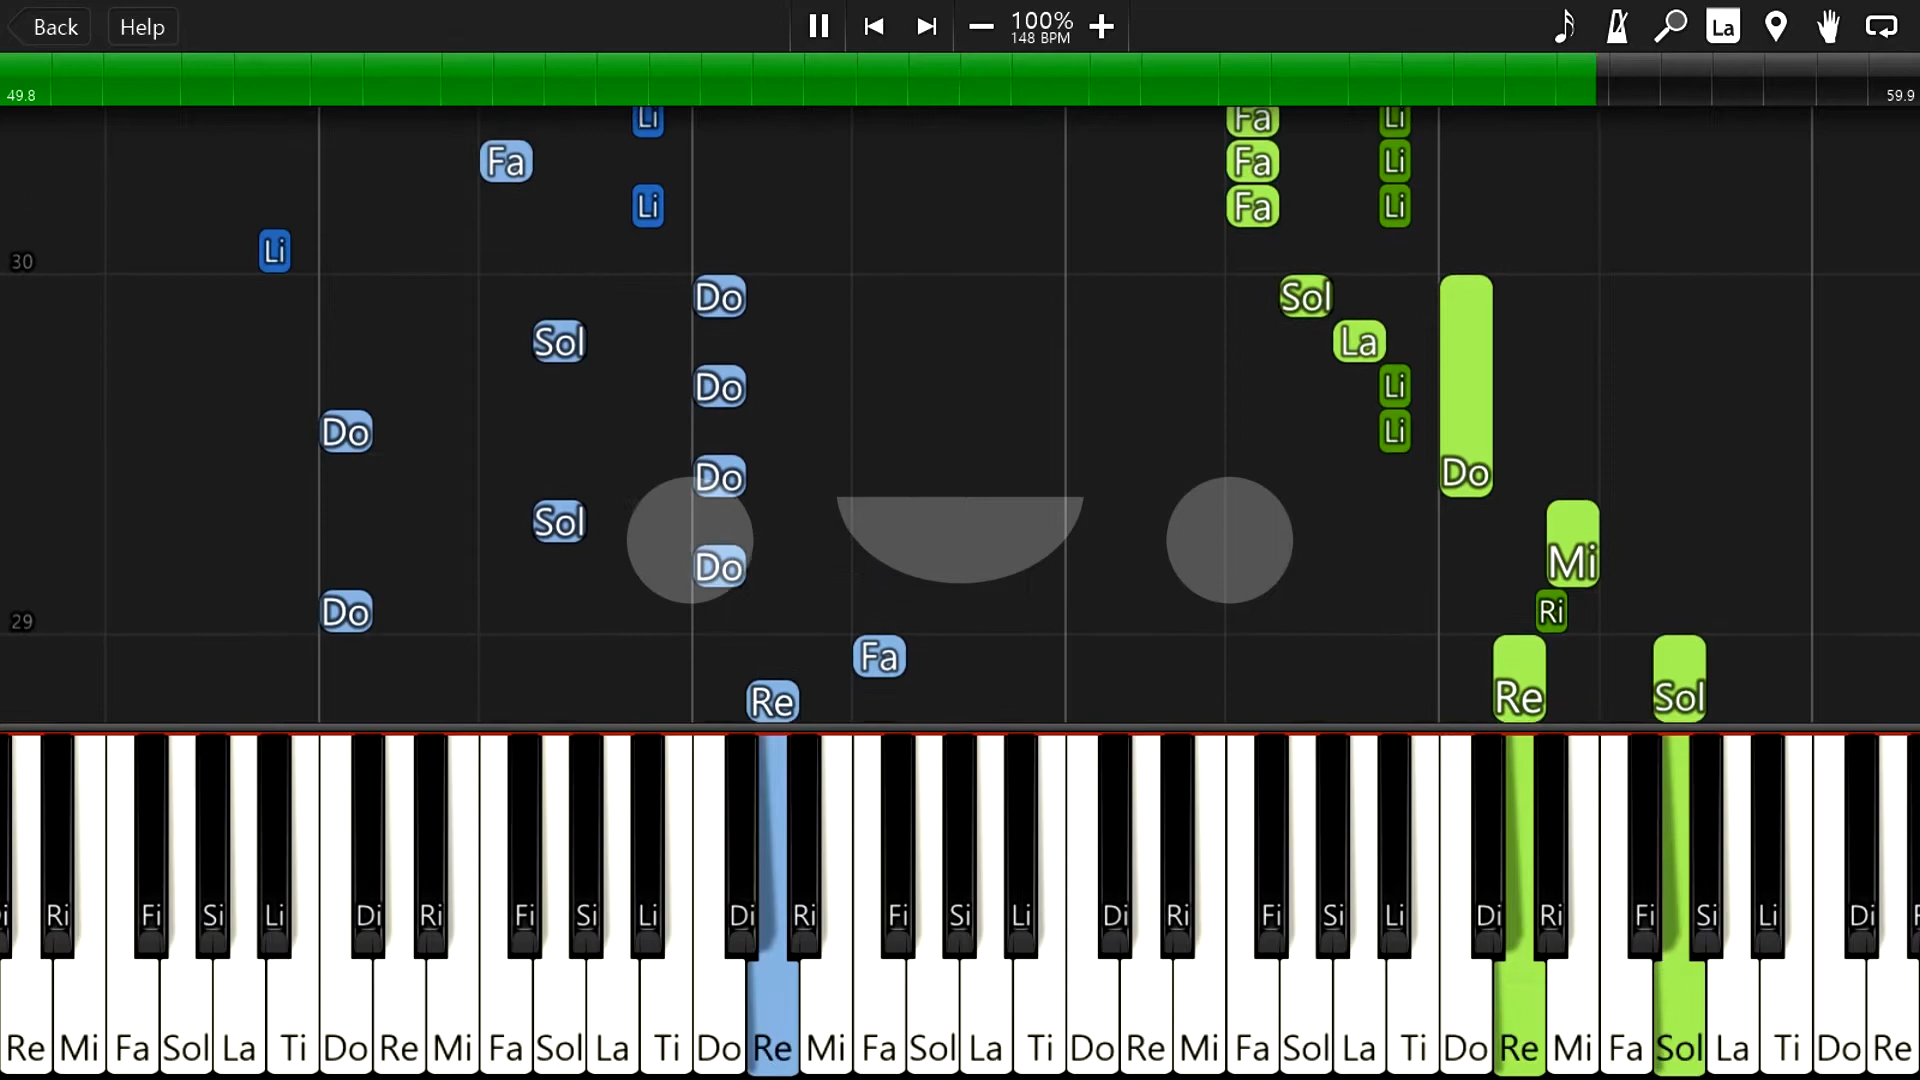 Back Help 100% La
148 BPM
49.8 59.9
Li Fa Li
Fa Fa Li
Li Fa Li
Li
30
Do Sol
Sol La
Do Li
Do Li
Do Do
Sol
Do Mi
Do Ri
29
Fa
Re Re Sol
Ri Fi Si Li Di Ri Fi Si Li Di Ri Fi Si Li Di Ri Fi Si Li Di Ri Fi Si Li Di
Re Mi Fa Sol La Ti Do Re Mi Fa Sol La Ti Do Re Mi Fa Sol La Ti Do Re Mi Fa Sol La Ti Do Re Mi Fa Sol La Ti Do Re